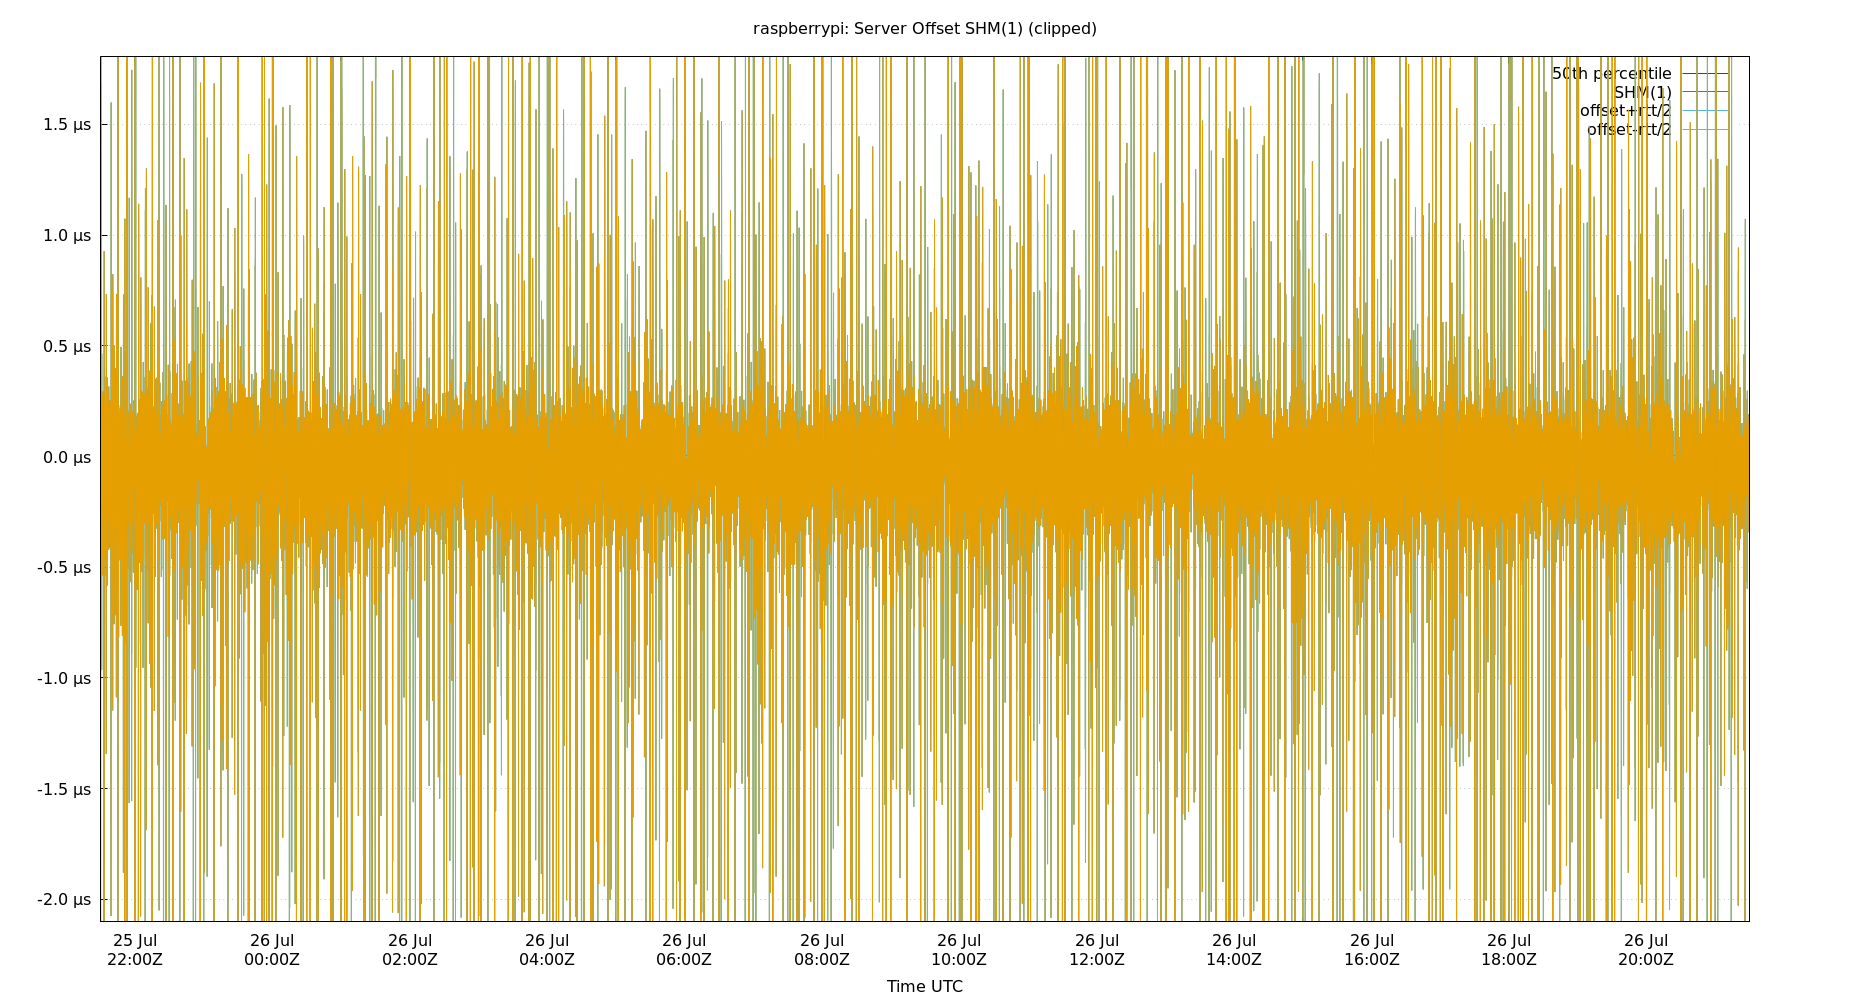 raspberrypi: Server Offset SHM(1) (clipped)
50th percentile
SHM(1)
offset+rtt/2
offset-rtt/2
1.5 µs
1.0 µs
0.5 µs
0.0 µs
-0.5 µs
-1.0 µs
-1.5 µs
-2.0 µs
25 Jul 26 Jul 26 Jul 26 Jul 26 Jul 26 Jul 26 Jul 26 Jul 26 Jul 26 Jul 26 Jul 26 Jul
22:00Z 00:00Z 02:00Z 04:00Z 06:00Z 08:00Z 10:00Z 12:00Z 14:00Z 16:00Z 18:00Z 20:00Z
Time UTC